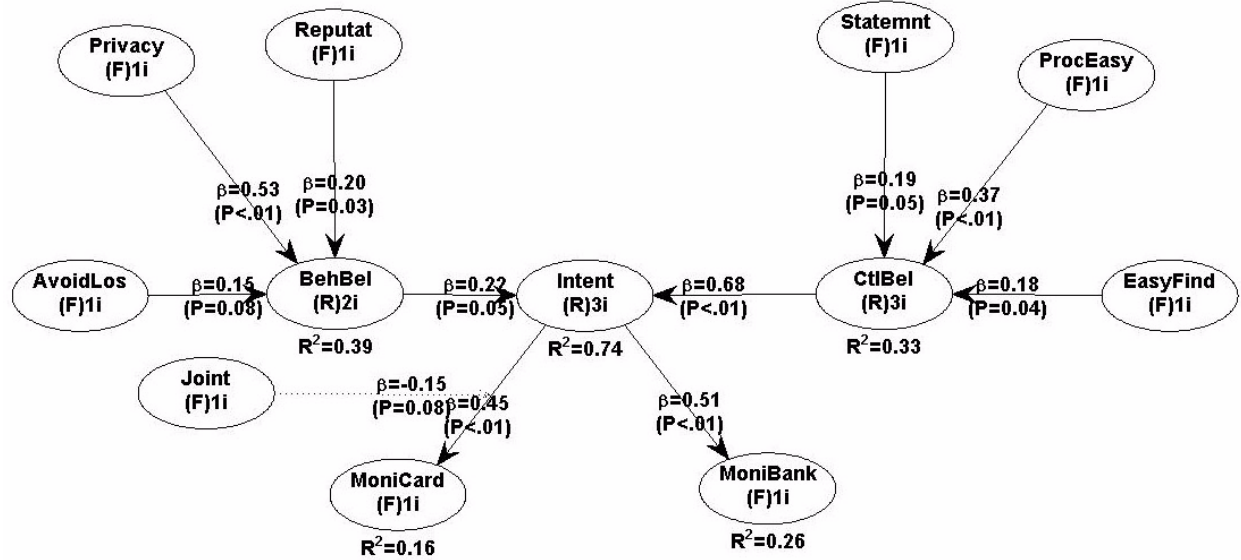 Privacy
(F)1i
Reputat
(F)1i
Statemnt
(F)1i
ProcEasy
(F)1i
β=0.53
(P<.01)
β=0.20
(P=0.03)
β=0.19
(P=0.05)
β=0.37
(P<.01)
AvoidLos
(F)1i
β=0.15
(P=0.08)
BehBel
(R)2i
R²=0.39
β=0.22
(P=0.05)
Intent
(R)3i
R²=0.74
β=0.68
(P<.01)
CtlBel
(R)3i
R²=0.33
β=0.18
(P=0.04)
EasyFind
(F)1i
Joint
(F)1i
β=-0.15
(P=0.08)
β=0.45
(P<.01)
β=0.51
(P<.01)
MoniCard
(F)1i
R²=0.16
MoniBank
(F)1i
R²=0.26